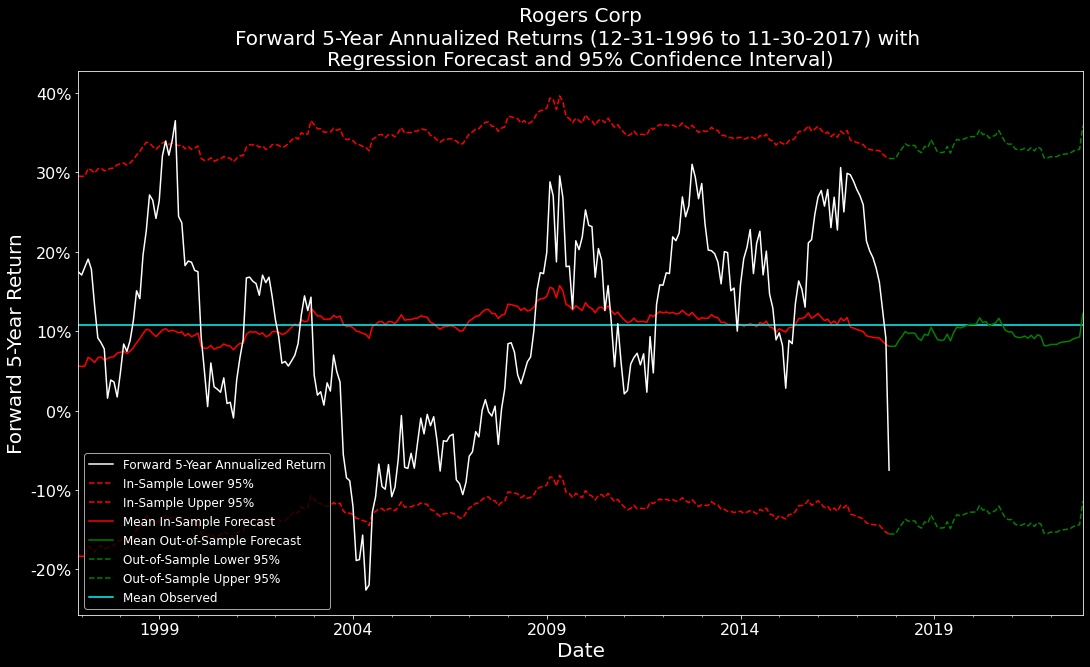 Rogers Corp
Forward 5-Year Annualized Returns (12-31-1996 to 11-30-2017) with
Regression Forecast and 95% Confidence Interval)
Forward 5-Year Return
40%
30%
20%
10%
0%
-10%
-20%
Forward 5-Year Annualized Return
In-Sample Lower 95%
In-Sample Upper 95%
Mean In-Sample Forecast
Mean Out-of-Sample Forecast
Out-of-Sample Lower 95%
Out-of-Sample Upper 95%
Mean Observed
1999
2004
2009
2014
2019
Date